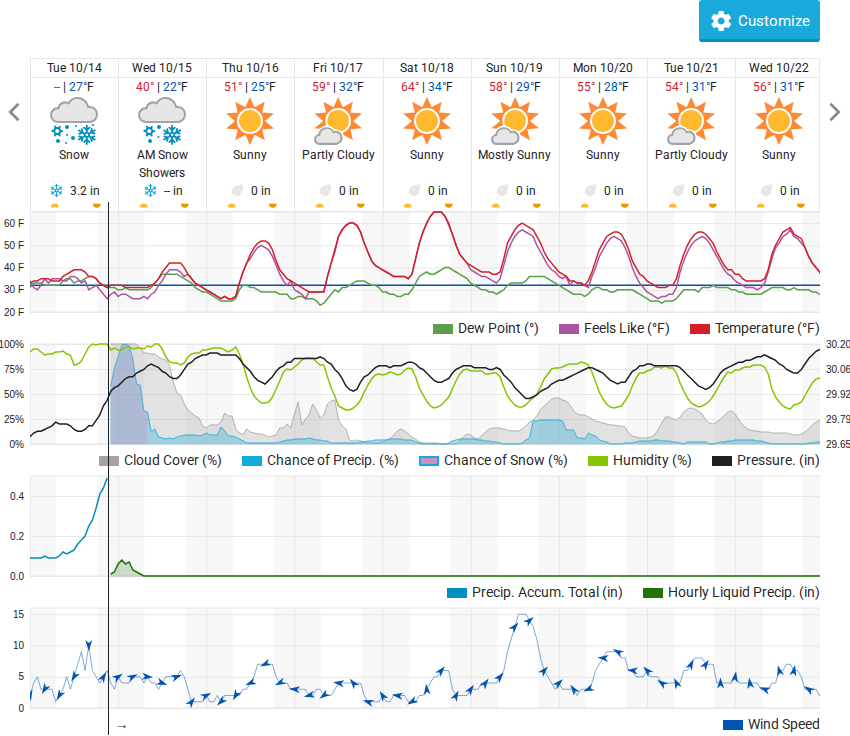 Customize
Tue 10/14 Wed 10/15 Thu 10/16 Fri 10/17 Sat 10/18 Sun 10/19 Mon 10/20 Tue 10/21 Wed 10/22
– | 27°F 40° | 22°F 51° | 25°F 59° | 32°F 64° | 34°F 58° | 29°F 55° | 28°F 54° | 31°F 56° | 31°F
Snow AM Snow Sunny Partly Cloudy Sunny Mostly Sunny Sunny Partly Cloudy Sunny
Showers
3.2 in – in 0 in 0 in 0 in 0 in 0 in 0 in 0 in
60 F
50 F
40 F
30 F
20 F
Dew Point (°) Feels Like (°F) Temperature (°F)
100% 30.20
75% 30.06
50% 29.92
25% 29.79
0% 29.65
Cloud Cover (%) Chance of Precip. (%) Chance of Snow (%) Humidity (%) Pressure. (in)
0.4
0.2
0.0
Precip. Accum. Total (in) Hourly Liquid Precip. (in)
15
10
5
0
→ Wind Speed